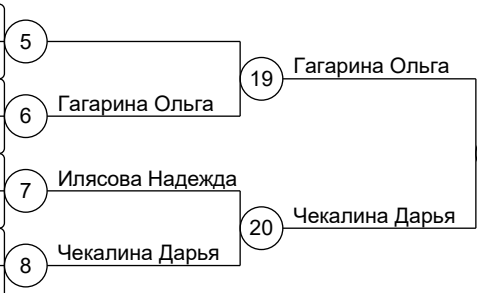 5
19 Гагарина Ольга
6 Гагарина Ольга
7 Илясова Надежда
20 Чекалина Дарья
8 Чекалина Дарья